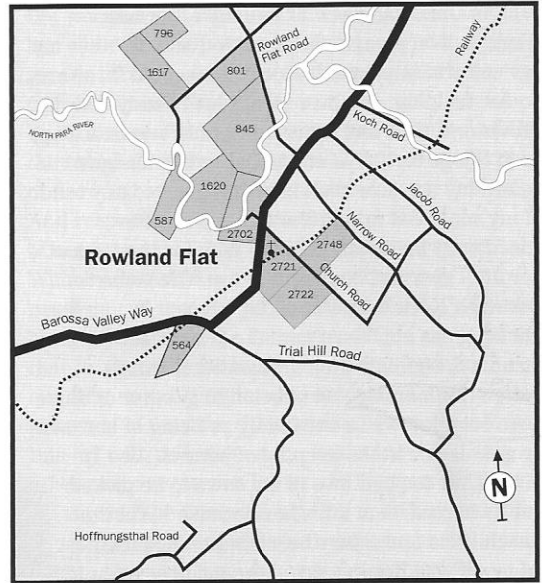 796
Rowland
Flat Road
Railway
1617
801
NORTH PARA RIVER
845
Koch Road
1620
Jacob Road
587
Narrow Road
2702
2748
Rowland Flat
2721
Church Road
2722
Barossa Valley Way
564
Trial Hill Road
N
Hoffnungsthal Road